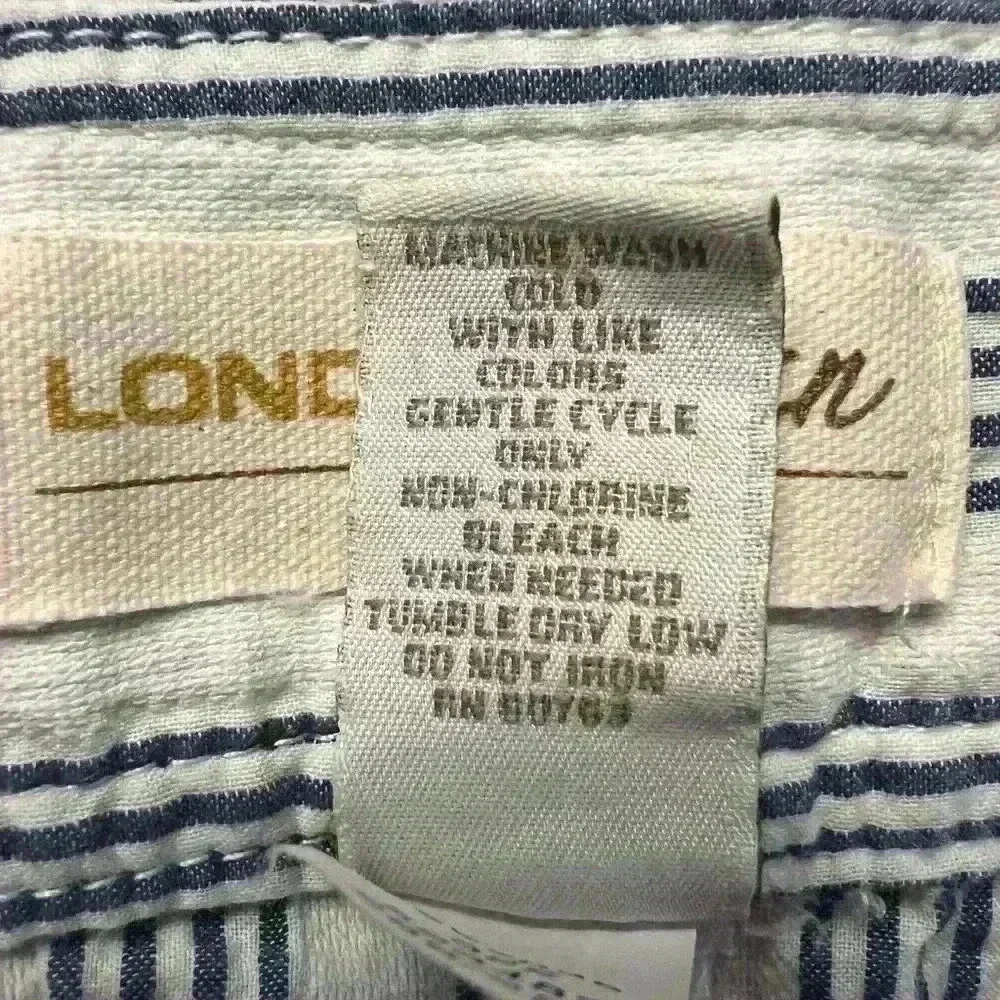 LOND
MACHINE WASH
COLD
WITH LIKE
COLORS
GENTLE CYCLE
ONLY
NON-CHLORINE
BLEACH
WHEN NEEDED
TUMBLE DRY LOW
DO NOT IRON
RN